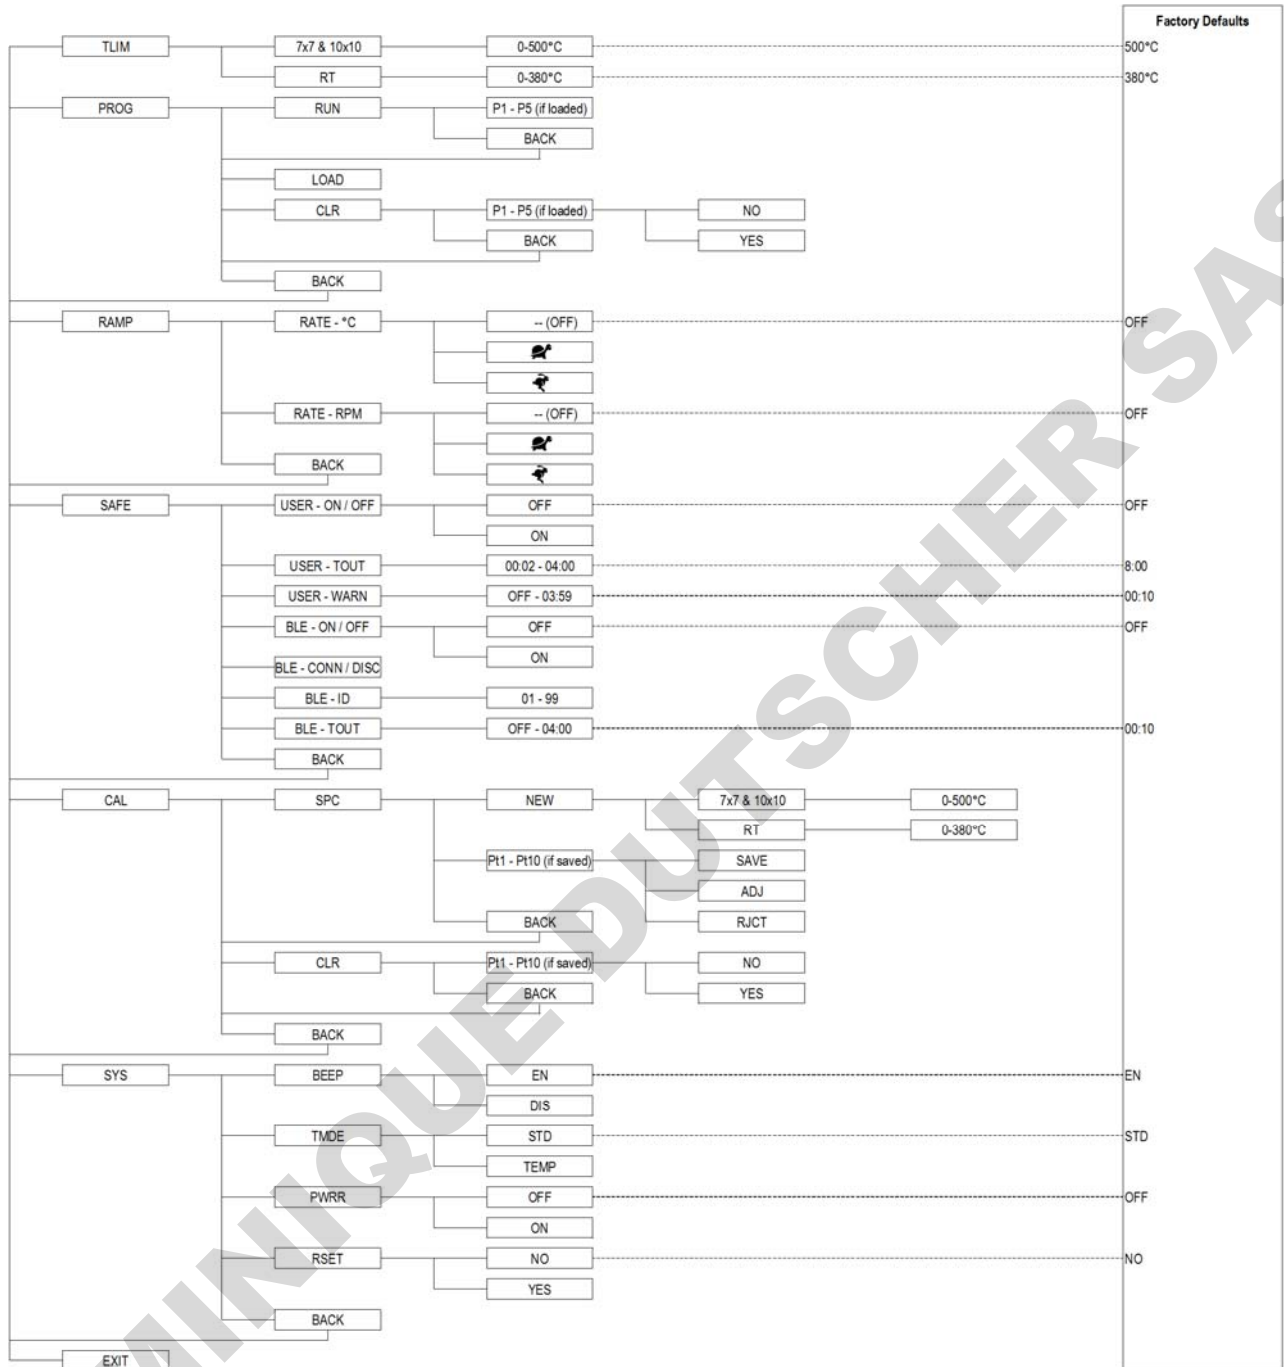 Factory Defaults
TLIM 7x7 & 10x10 0-500°C 500°C
RT 0-380°C 380°C
PROG RUN P1 - P5 (if loaded)
BACK
LOAD
CLR P1 - P5 (if loaded) NO
BACK YES
BACK
RAMP RATE - °C -- (OFF) OFF
RATE - RPM -- (OFF) OFF
BACK
SAFE USER - ON / OFF OFF OFF
ON
USER - TOUT 00:02 - 04:00 8:00
USER - WARN OFF - 03:59 00:10
BLE - ON / OFF OFF OFF
ON
BLE - CONN / DISC
BLE - ID 01 - 99
BLE - TOUT OFF - 04:00 00:10
BACK
CAL SPC NEW 7x7 & 10x10 0-500°C
RT 0-380°C
Pt1 - Pt10 (if saved) SAVE
ADJ
BACK RJCT
CLR Pt1 - Pt10 (if saved) NO
BACK YES
BACK
SYS BEEP EN EN
DIS
TMDE STD STD
TEMP
PWRR OFF OFF
ON
RSET NO NO
YES
BACK
EXIT
MINIQUE DUTSCHER SAS